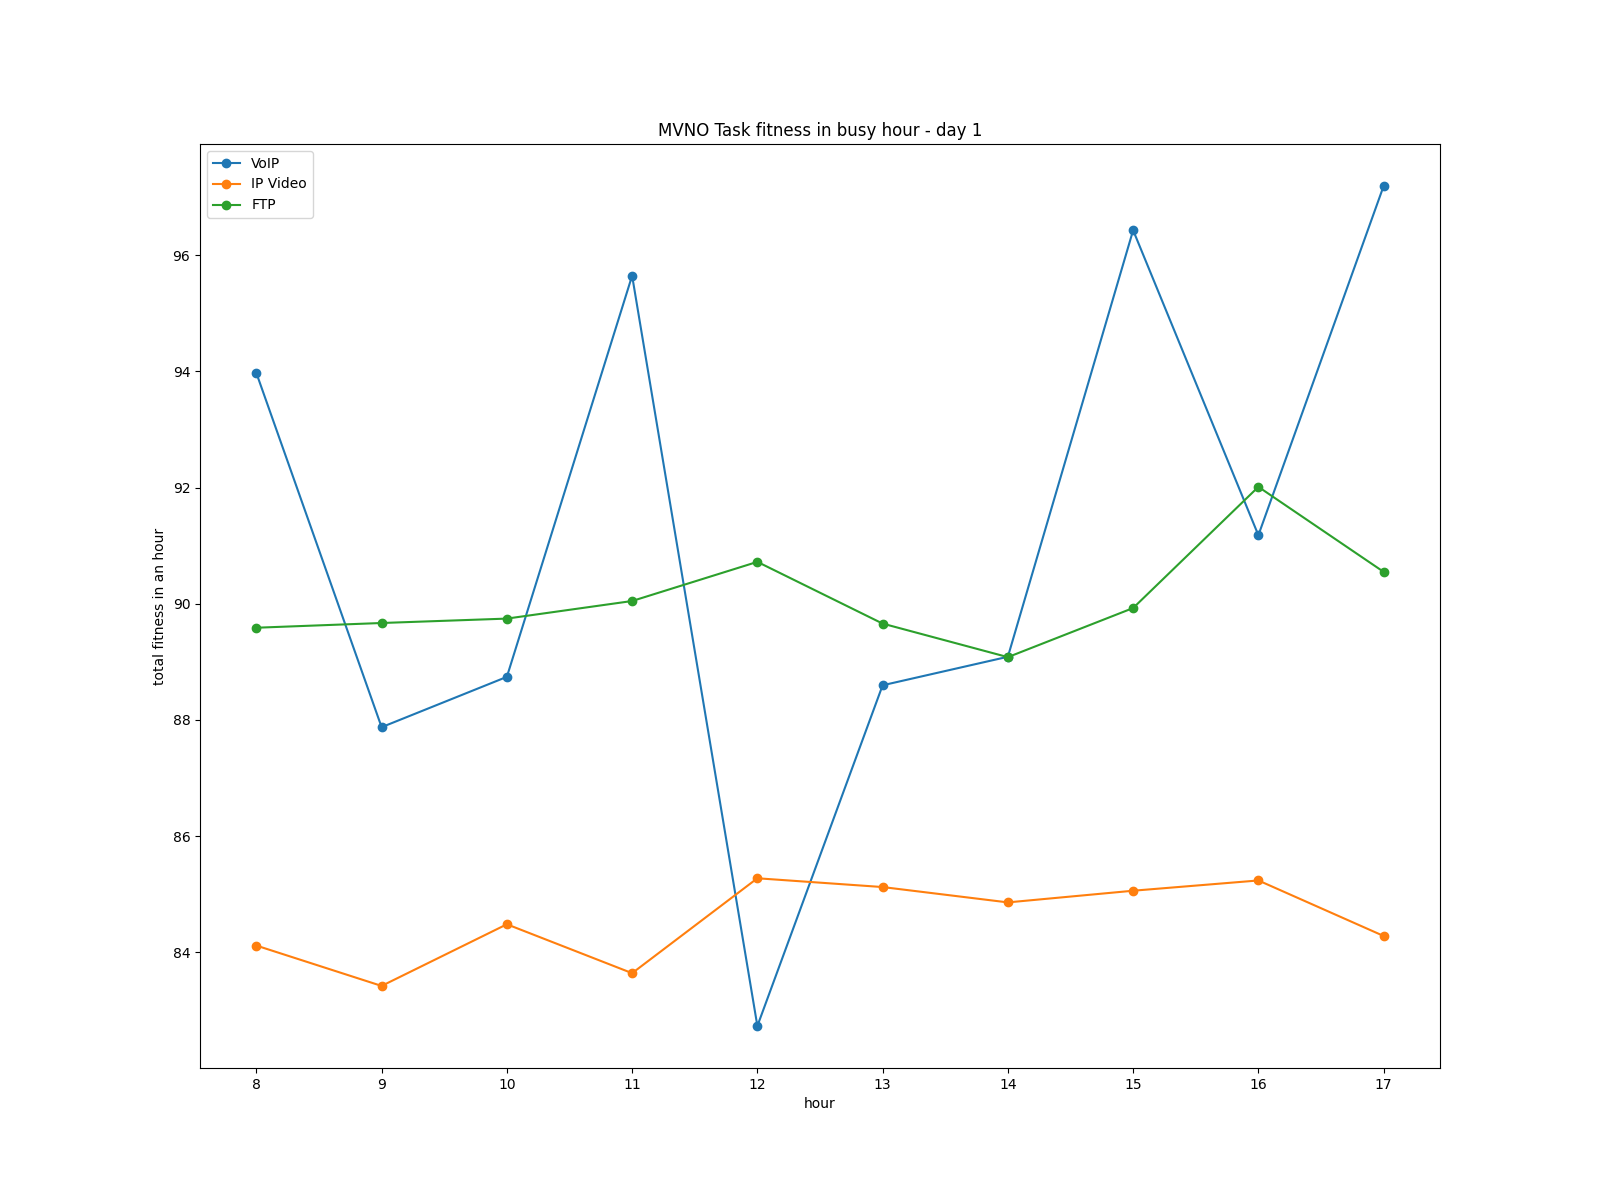 MVNO Task fitness in busy hour - day 1
VoIP
IP Video
FTP
total fitness in an hour
96
94
92
90
88
86
84
8 9 10 11 12 13 14 15 16 17
hour